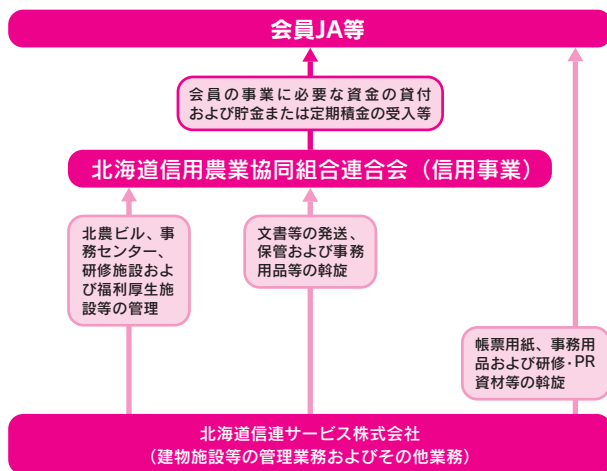 会員JA等
会員の事業に必要な資金の貸付
および貯金または定期積金の受入等
北海道信用農業協同組合連合会（信用事業）
北農ビル、事
務センター、
研修施設およ
び福利厚生施
設等の管理
文書等の発送、
保管および事務
用品等の斡旋
帳票用紙、事務用
品および研修・PR
資材等の斡旋
北海道信連サービス株式会社
（建物施設等の管理業務およびその他業務）